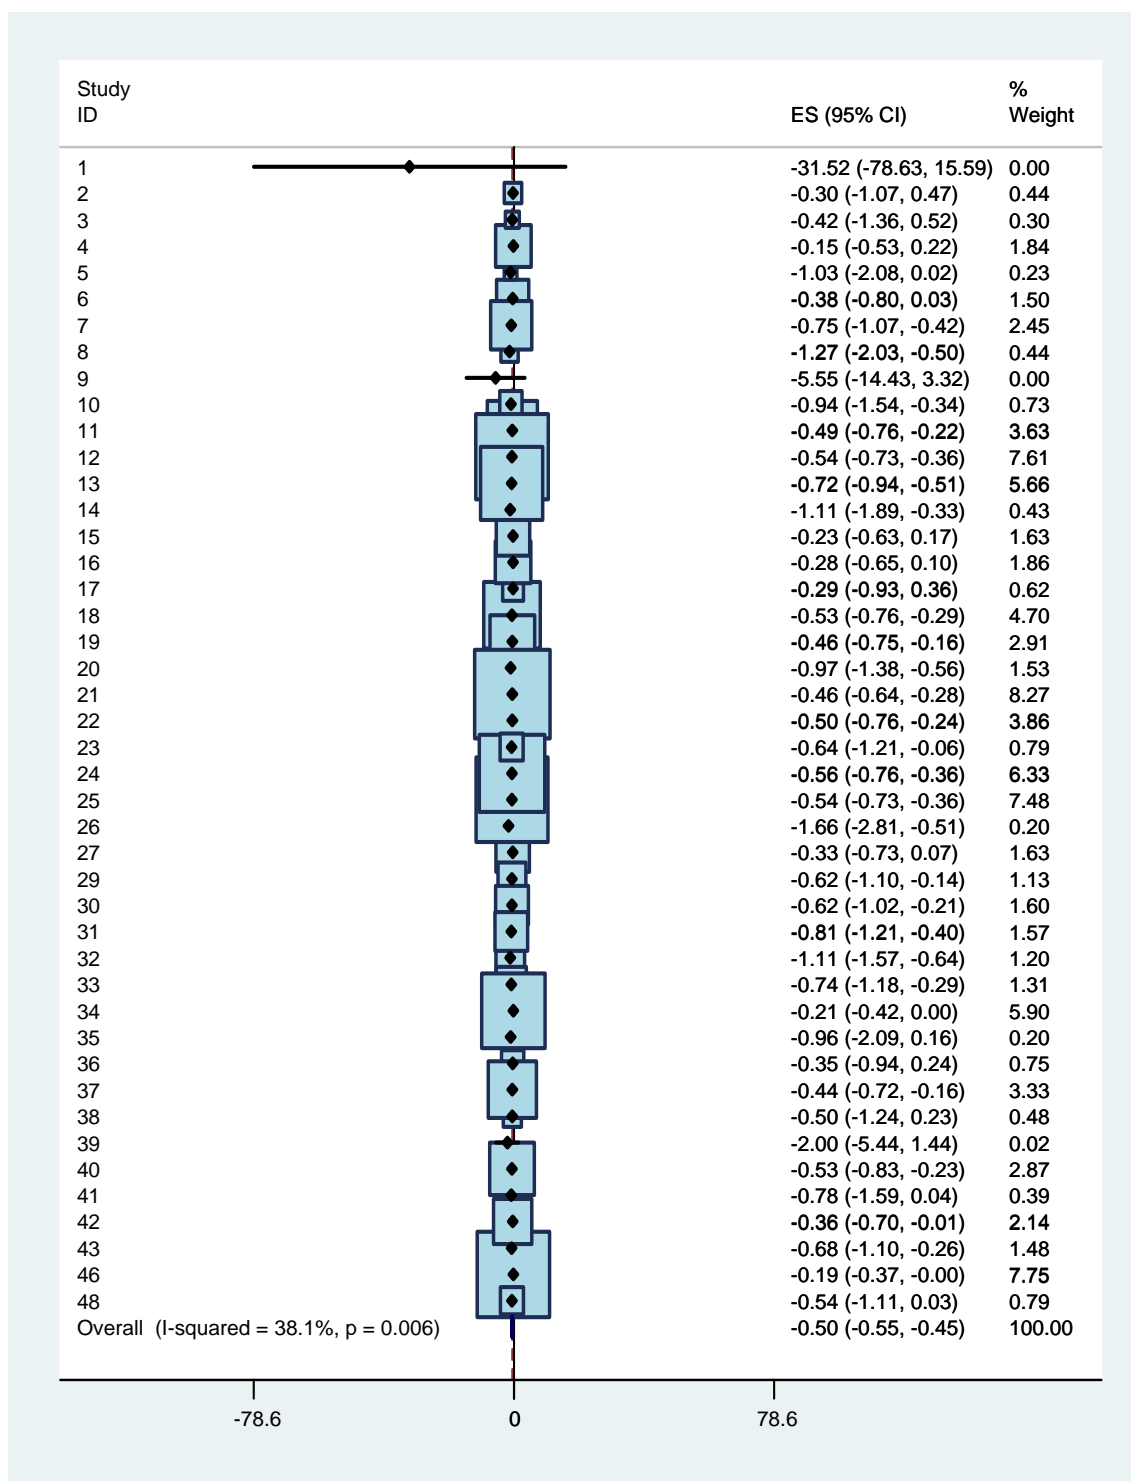 Study %
ID ES (95% CI) Weight
1 -31.52 (-78.63, 15.59) 0.00
2 -0.30 (-1.07, 0.47) 0.44
3 -0.42 (-1.36, 0.52) 0.30
4 -0.15 (-0.53, 0.22) 1.84
5 -1.03 (-2.08, 0.02) 0.23
6 -0.38 (-0.80, 0.03) 1.50
7 -0.75 (-1.07, -0.42) 2.45
8 -1.27 (-2.03, -0.50) 0.44
9 -5.55 (-14.43, 3.32) 0.00
10 -0.94 (-1.54, -0.34) 0.73
11 -0.49 (-0.76, -0.22) 3.63
12 -0.54 (-0.73, -0.36) 7.61
13 -0.72 (-0.94, -0.51) 5.66
14 -1.11 (-1.89, -0.33) 0.43
15 -0.23 (-0.63, 0.17) 1.63
16 -0.28 (-0.65, 0.10) 1.86
17 -0.29 (-0.93, 0.36) 0.62
18 -0.53 (-0.76, -0.29) 4.70
19 -0.46 (-0.75, -0.16) 2.91
20 -0.97 (-1.38, -0.56) 1.53
21 -0.46 (-0.64, -0.28) 8.27
22 -0.50 (-0.76, -0.24) 3.86
23 -0.64 (-1.21, -0.06) 0.79
24 -0.56 (-0.76, -0.36) 6.33
25 -0.54 (-0.73, -0.36) 7.48
26 -1.66 (-2.81, -0.51) 0.20
27 -0.33 (-0.73, 0.07) 1.63
29 -0.62 (-1.10, -0.14) 1.13
30 -0.62 (-1.02, -0.21) 1.60
31 -0.81 (-1.21, -0.40) 1.57
32 -1.11 (-1.57, -0.64) 1.20
33 -0.74 (-1.18, -0.29) 1.31
34 -0.21 (-0.42, 0.00) 5.90
35 -0.96 (-2.09, 0.16) 0.20
36 -0.35 (-0.94, 0.24) 0.75
37 -0.44 (-0.72, -0.16) 3.33
38 -0.50 (-1.24, 0.23) 0.48
39 -2.00 (-5.44, 1.44) 0.02
40 -0.53 (-0.83, -0.23) 2.87
41 -0.78 (-1.59, 0.04) 0.39
42 -0.36 (-0.70, -0.01) 2.14
43 -0.68 (-1.10, -0.26) 1.48
46 -0.19 (-0.37, -0.00) 7.75
48 -0.54 (-1.11, 0.03) 0.79
Overall (I-squared = 38.1%, p = 0.006) -0.50 (-0.55, -0.45) 100.00
-78.6 0 78.6